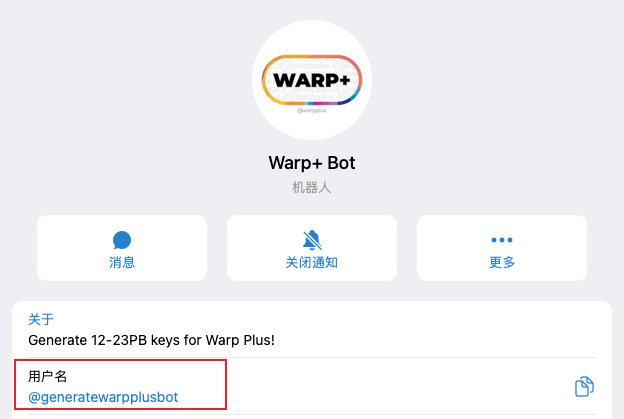 WARP+
@warpplus
Warp+ Bot
机器人
消息
关闭通知
更多
关于
Generate 12-23PB keys for Warp Plus!
用户名
@generatewarpplusbot